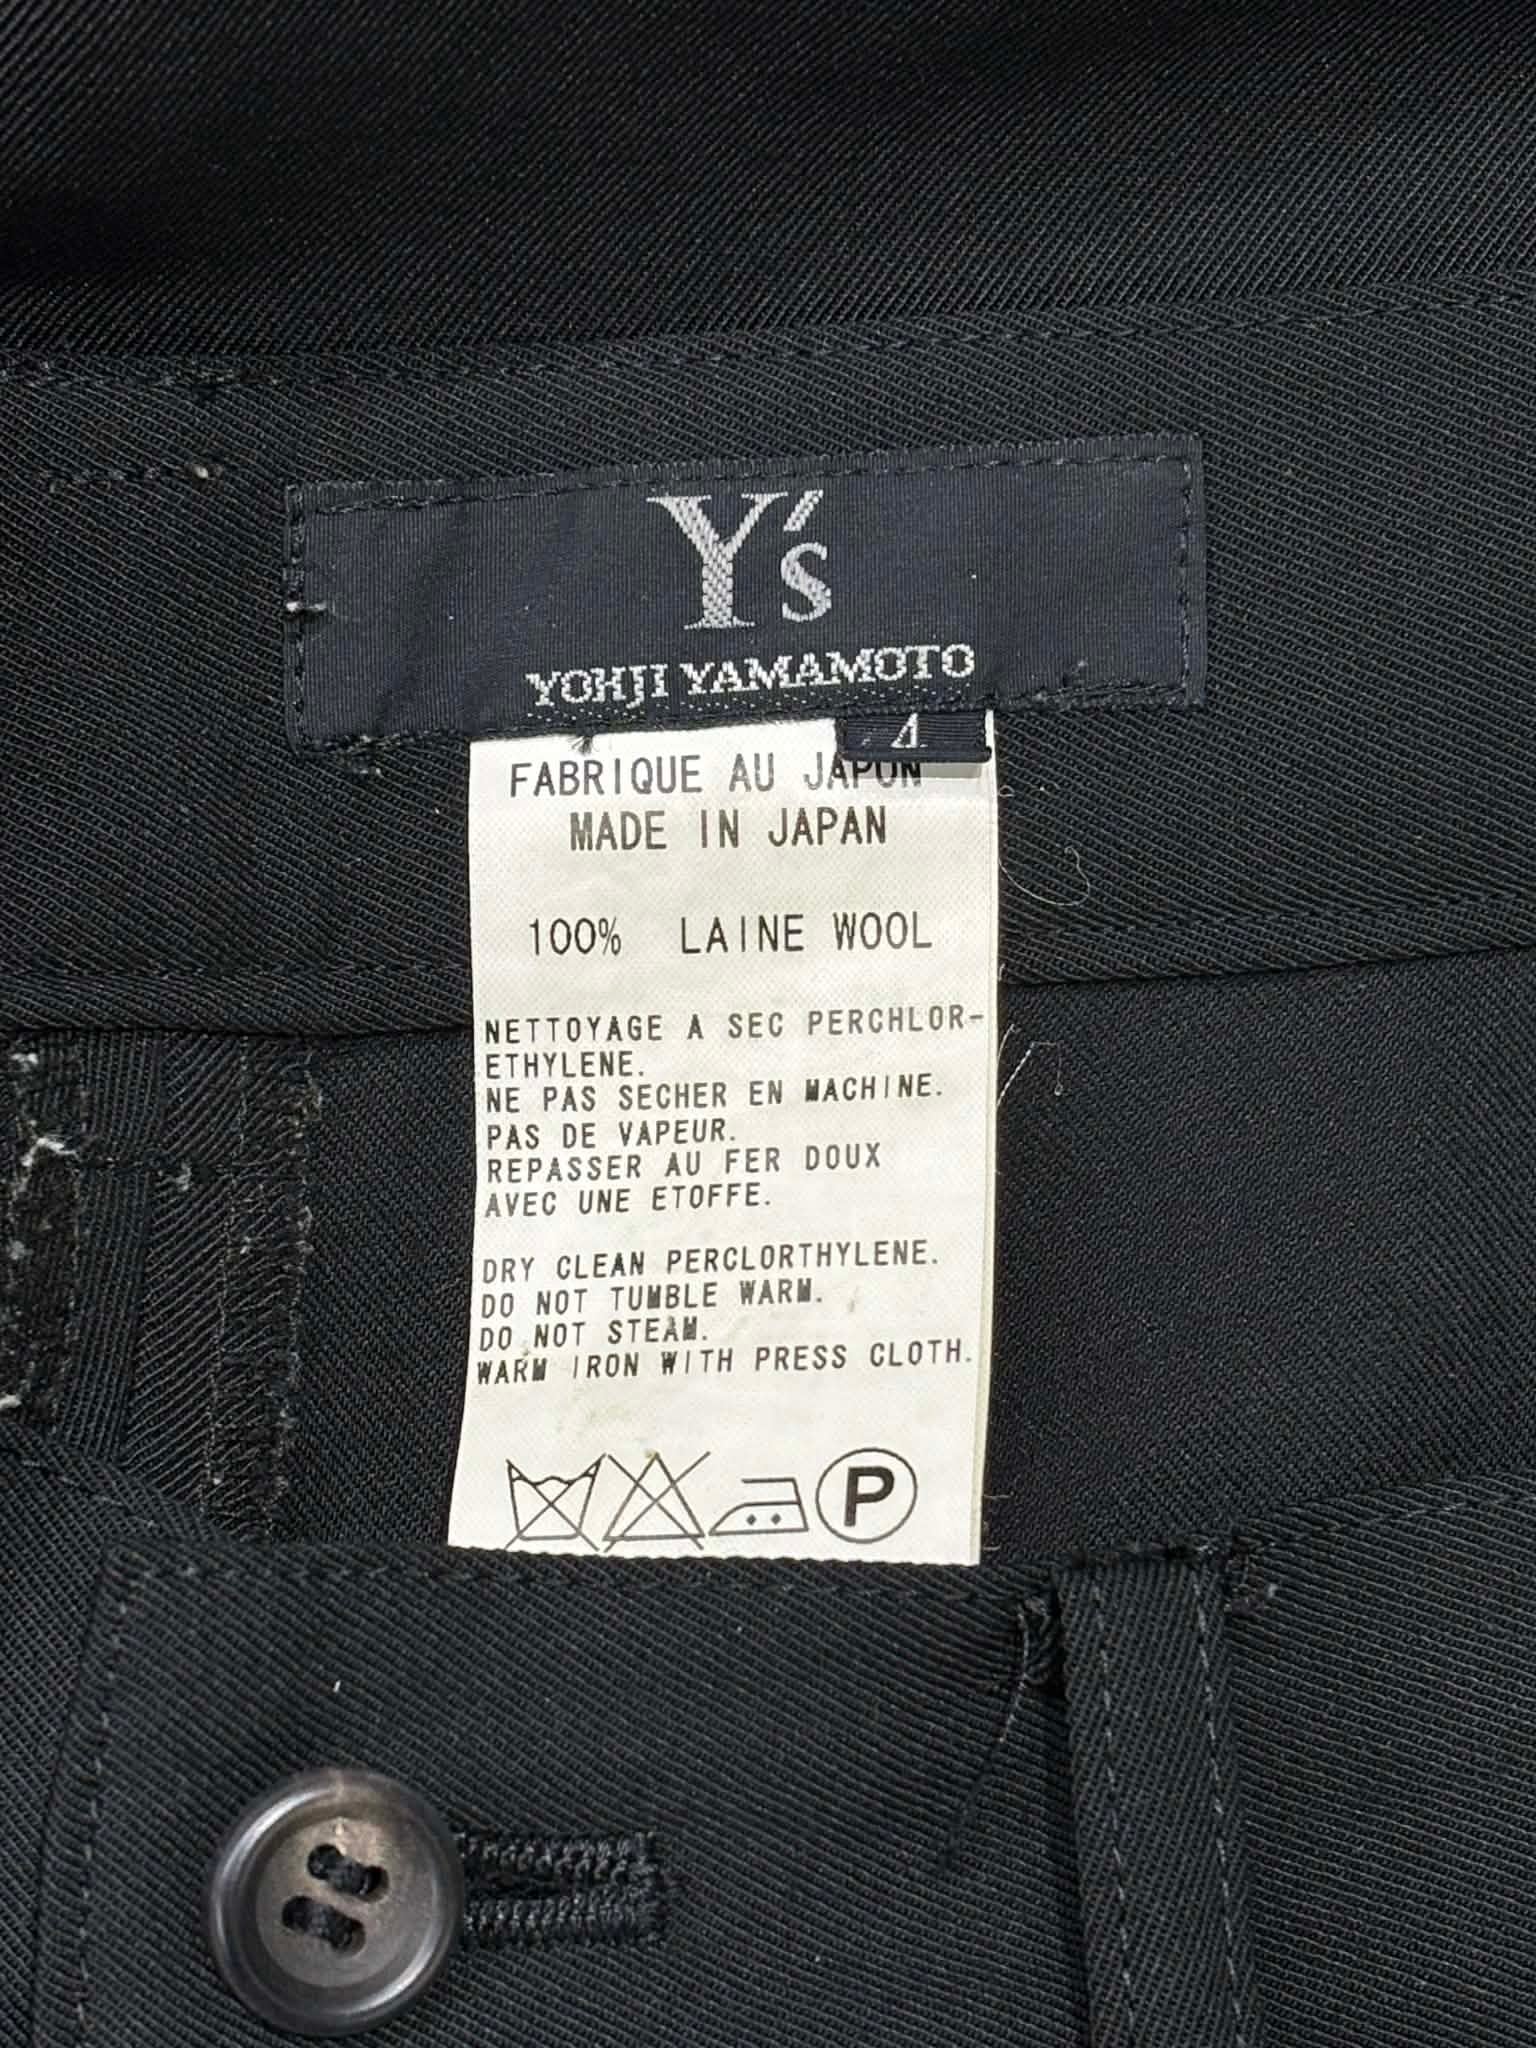 Y's
YOHJI YAMAMOTO
4
FABRIQUE AU JAPON
MADE IN JAPAN
100% LAINE WOOL
NETTOYAGE A SEC PERCHLOR-
ETHYLENE.
NE PAS SECHER EN MACHINE.
PAS DE VAPEUR.
REPASSER AU FER DOUX
AVEC UNE ETOFFE.
DRY CLEAN PERCLORTHYLENE.
DO NOT TUMBLE WARM.
DO NOT STEAM.
WARM IRON WITH PRESS CLOTH.
P